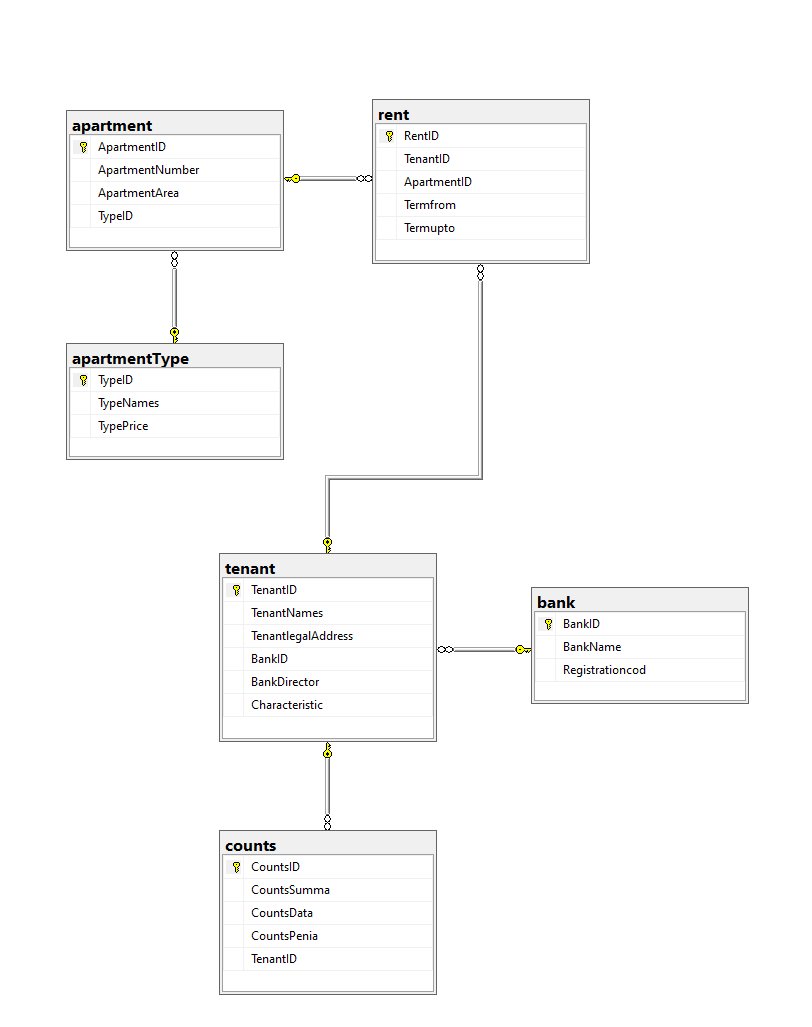 apartment
ApartmentID
ApartmentNumber
ApartmentArea
TypeID
rent
RentID
TenantID
ApartmentID
Termfrom
Termupto
apartmentType
TypeID
TypeNames
TypePrice
tenant
TenantID
TenantNames
TenantlegalAddress
BankID
BankDirector
Characteristic
bank
BankID
BankName
Registrationcod
counts
CountsID
CountsSumma
CountsData
CountsPenia
TenantID